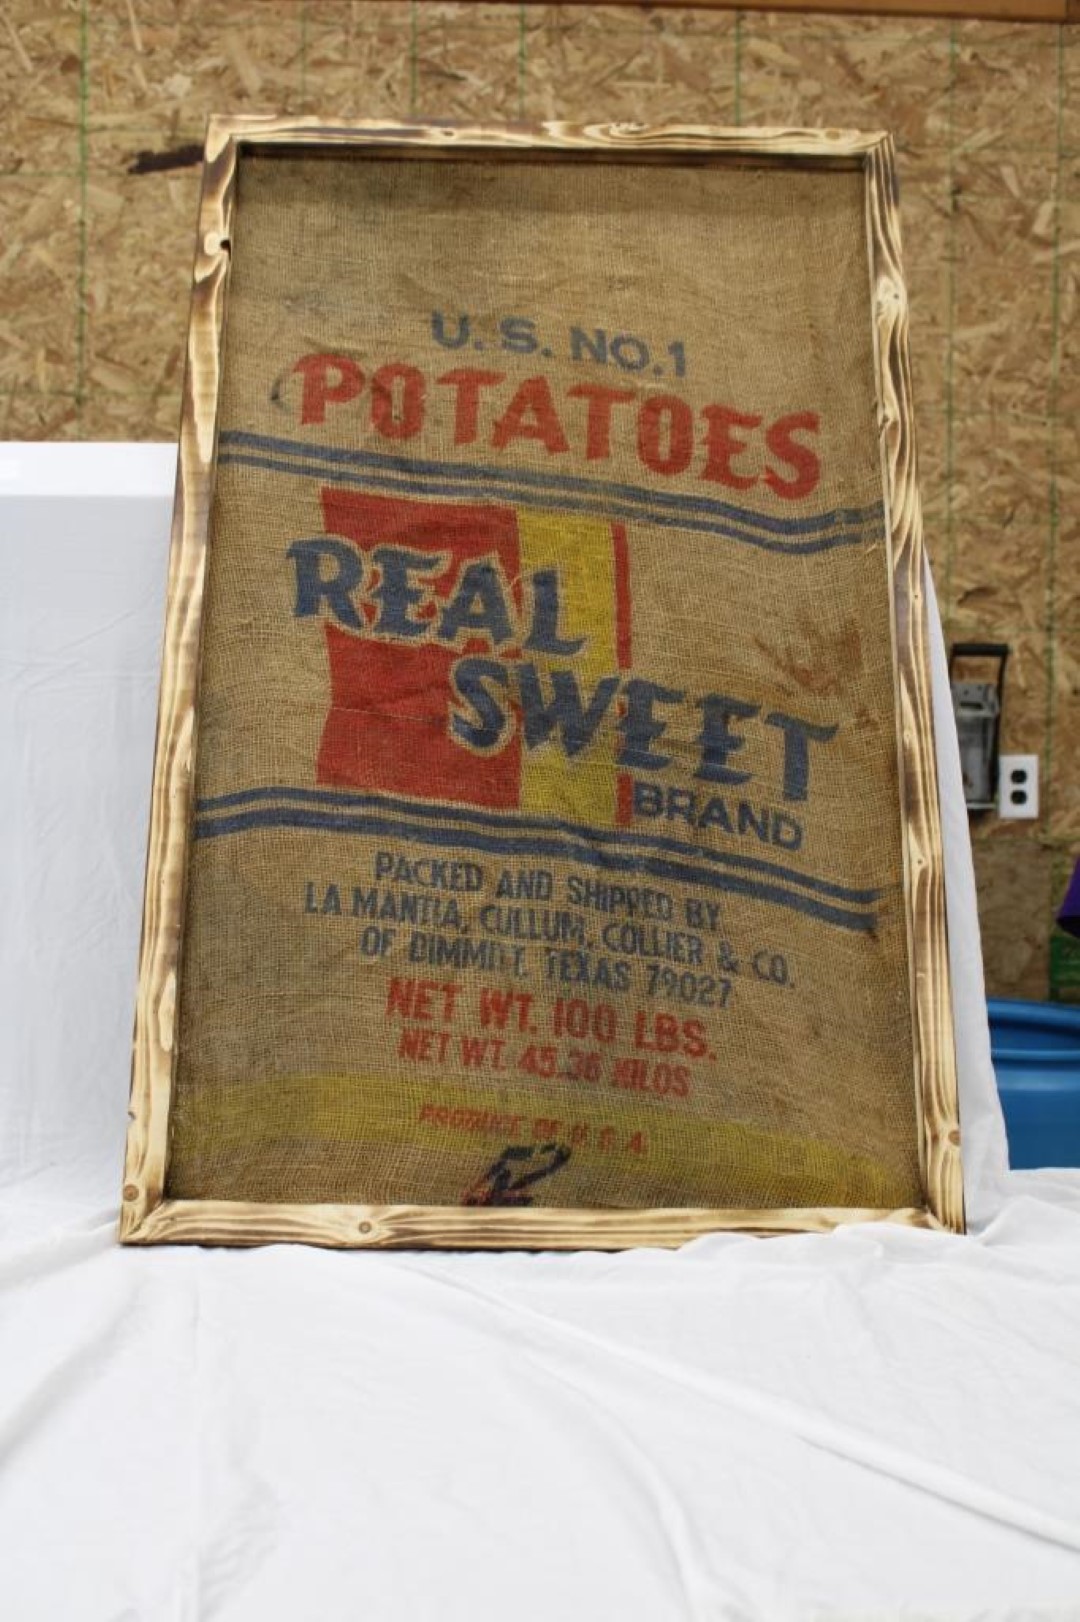 U. S. NO. 1
POTATOES
REAL
SWEET
BRAND
PACKED AND SHIPPED BY
LA MANTIA, CULLUM, COLLIER & CO.
OF DIMMITT, TEXAS 79027
NET WT. 100 LBS.
NET WT. 45.36 KILOS
PRODUCE OF U. S. A.